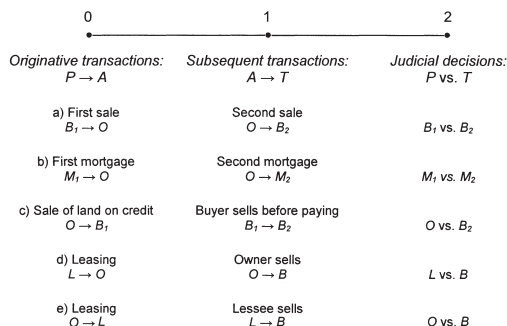 0 1 2
Originative transactions: Subsequent transactions: Judicial decisions:
P → A A → T P vs. T
a) First sale Second sale
B₁ → O O → B₂ B₁ vs. B₂
b) First mortgage Second mortgage
M₁ → O O → M₂ M₁ vs. M₂
c) Sale of land on credit Buyer sells before paying
O → B₁ B₁ → B₂ O vs. B₂
d) Leasing Owner sells
L → O O → B L vs. B
e) Leasing Lessee sells
O → L L → B O vs. B